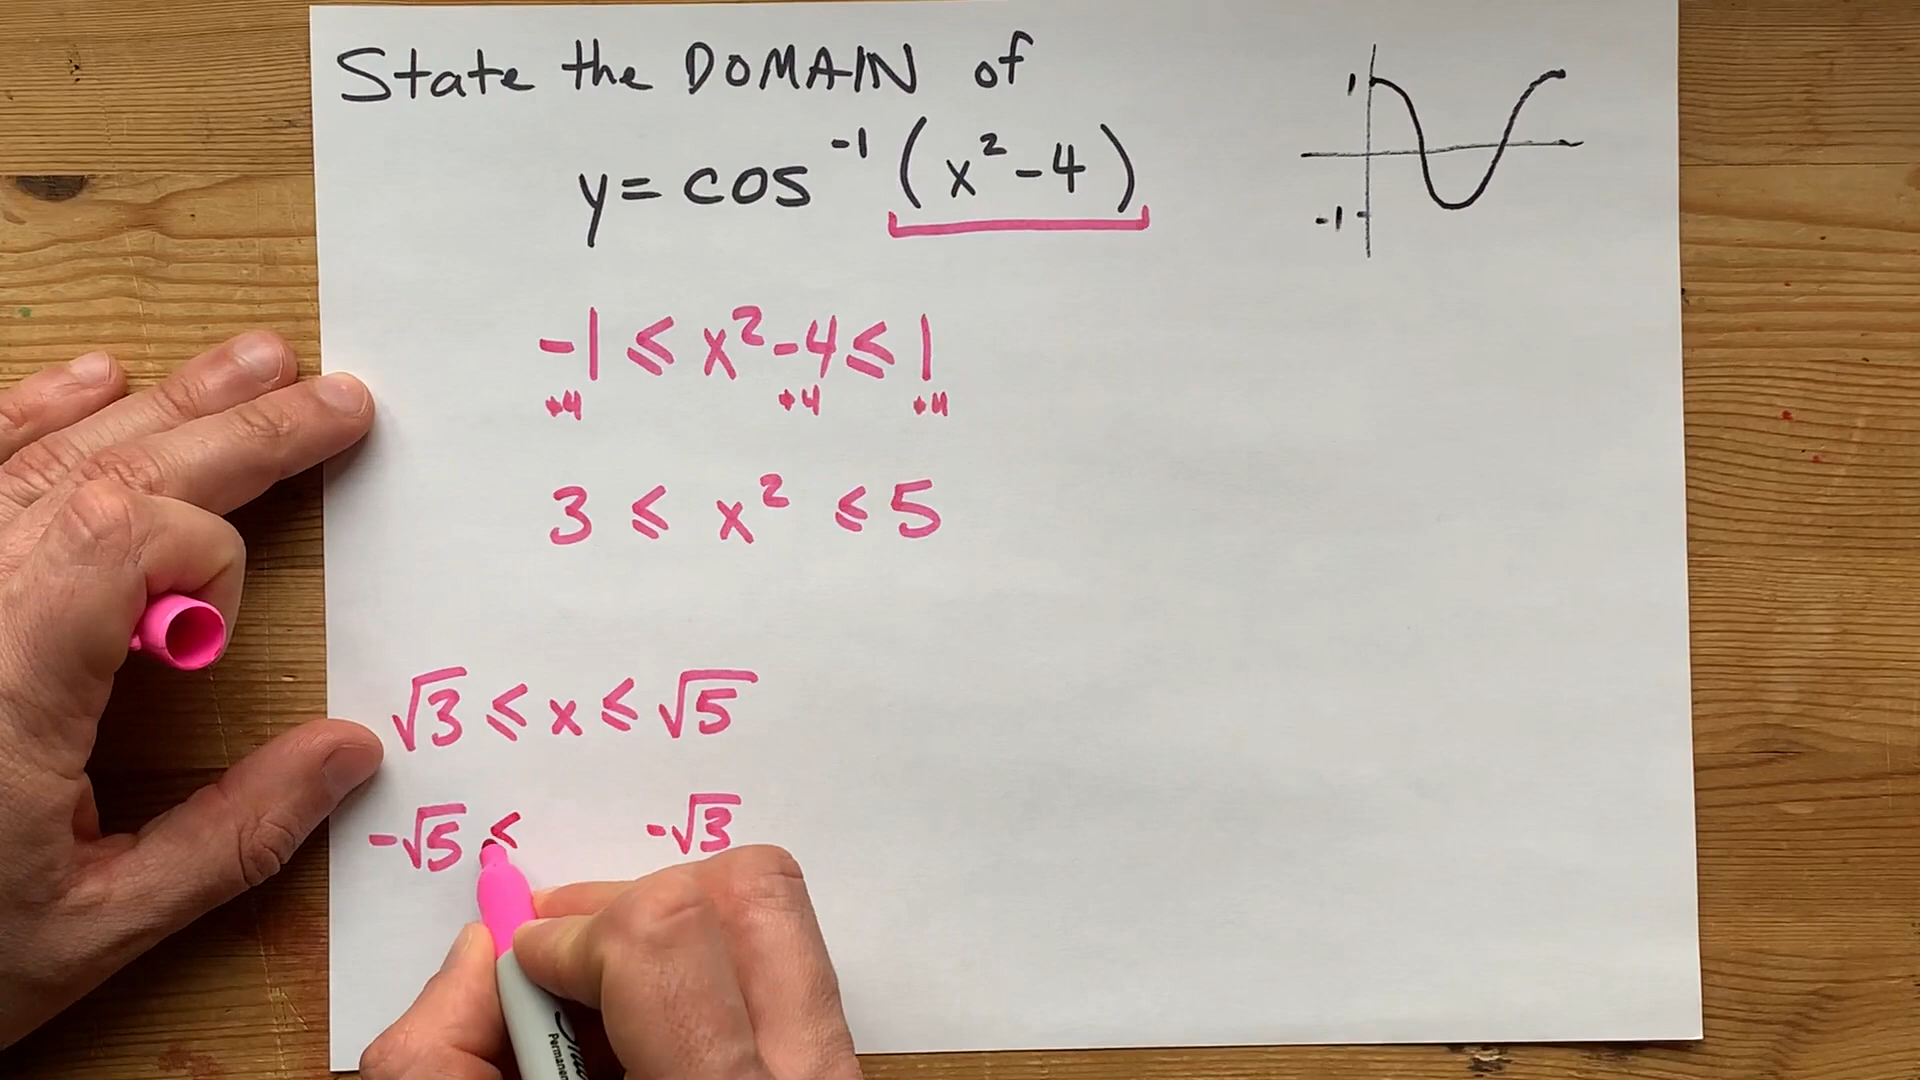 State the DOMAIN of
y = cos⁻¹ (x² - 4)
1
-1
-1 ≤ x² - 4 ≤ 1
+4 +4 +4
3 ≤ x² ≤ 5
√3 ≤ x ≤ √5
-√5 < -√3
Permanen